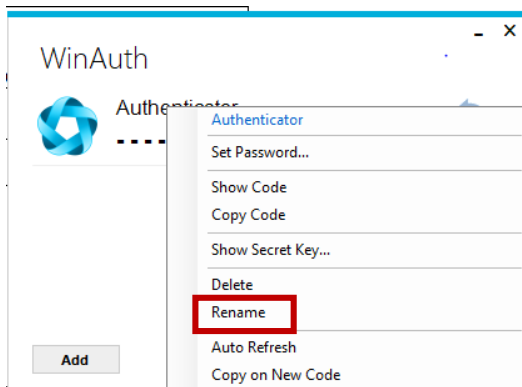 WinAuth
Authenticator
Authenticator
Set Password...
Show Code
Copy Code
Show Secret Key...
Delete
Rename
Auto Refresh
Copy on New Code
Add